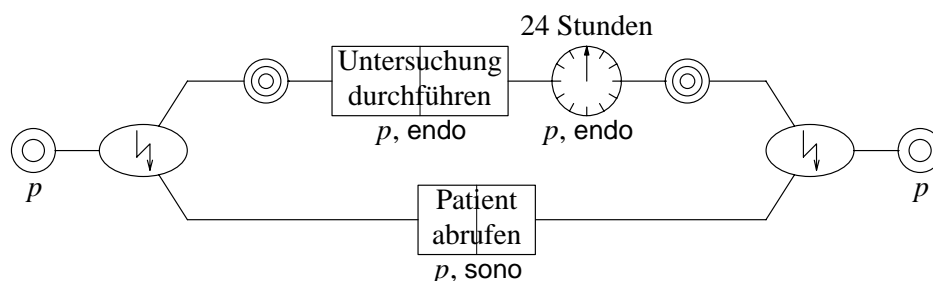 24 Stunden
Untersuchung
durchführen
p, endo
p, endo
p
p
Patient
abrufen
p, sono